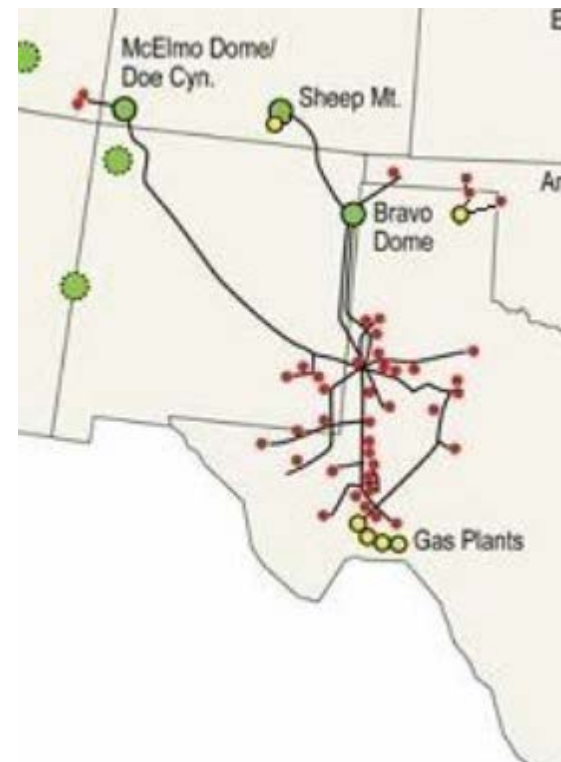 McElmo Dome/
Doe Cyn.
Sheep Mt.
Bravo
Dome
Gas Plants